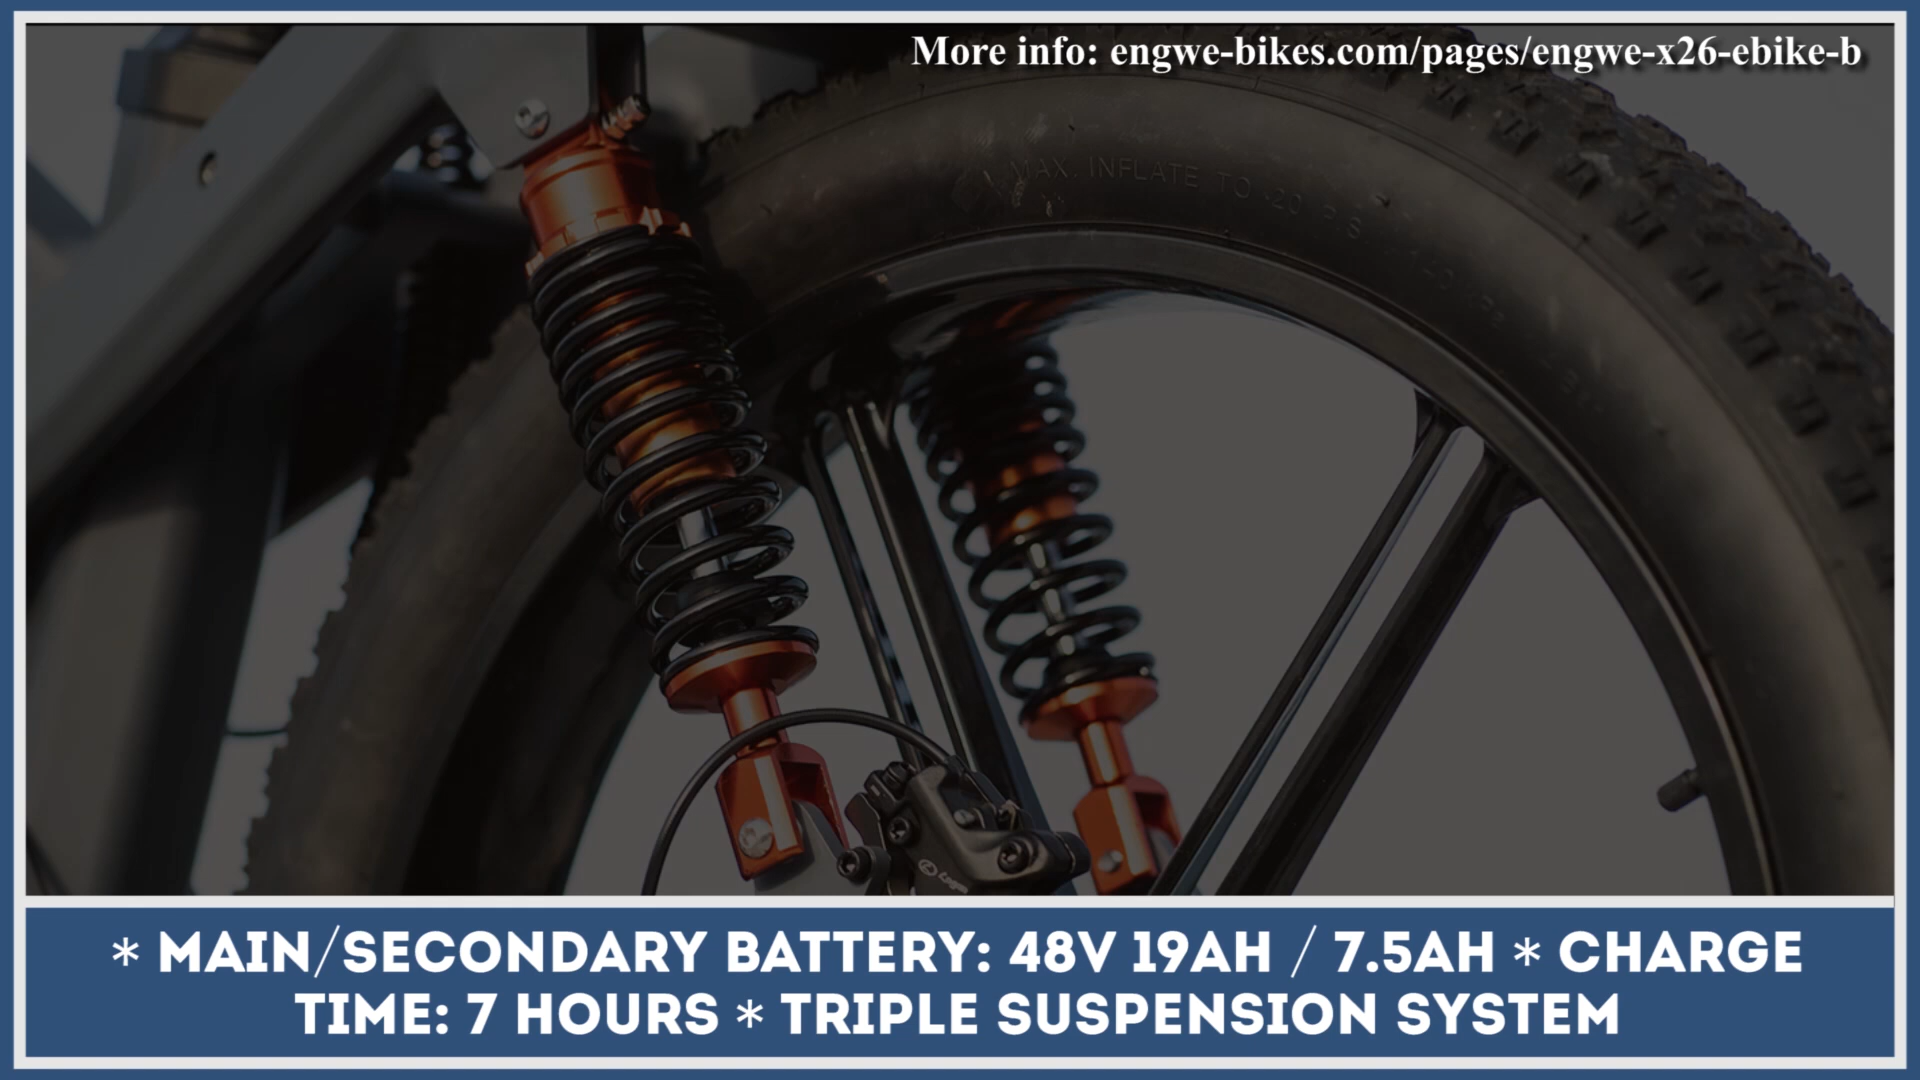 More info: engwe-bikes.com/pages/engwe-x26-ebike-b
MAX. INFLATE TO 20 P.S.
* MAIN/SECONDARY BATTERY: 48V 19AH / 7.5AH * CHARGE
TIME: 7 HOURS * TRIPLE SUSPENSION SYSTEM